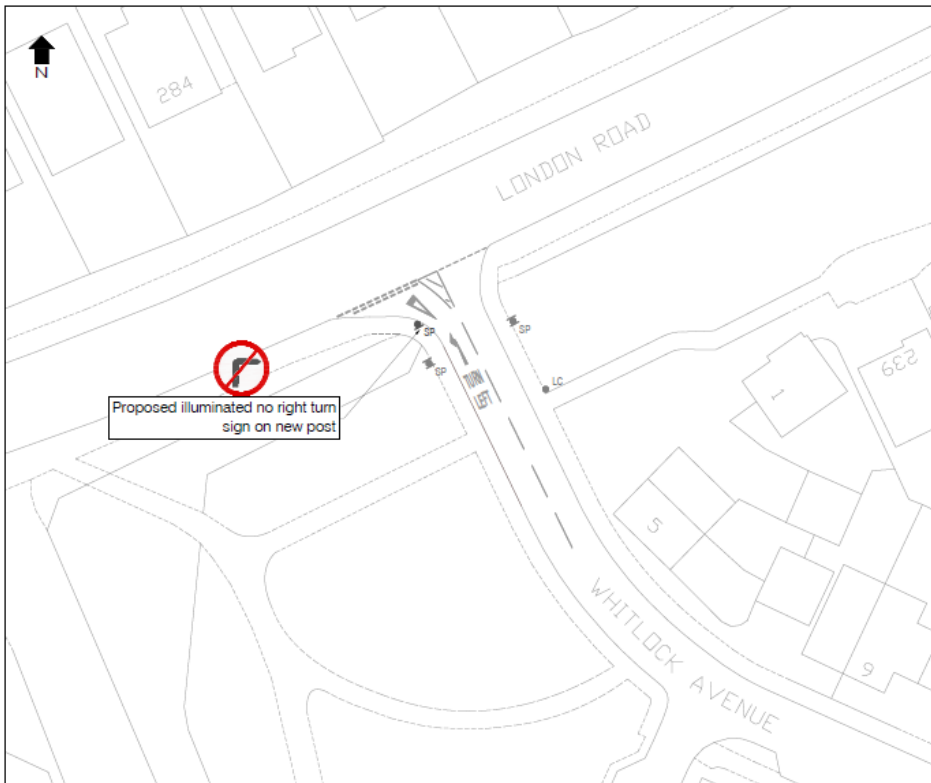 N
284
LONDON ROAD
SP
SP
SP
LC
TURN
LEFT
Proposed illuminated no right turn
sign on new post
1
239
5
9
WHITLOCK AVENUE